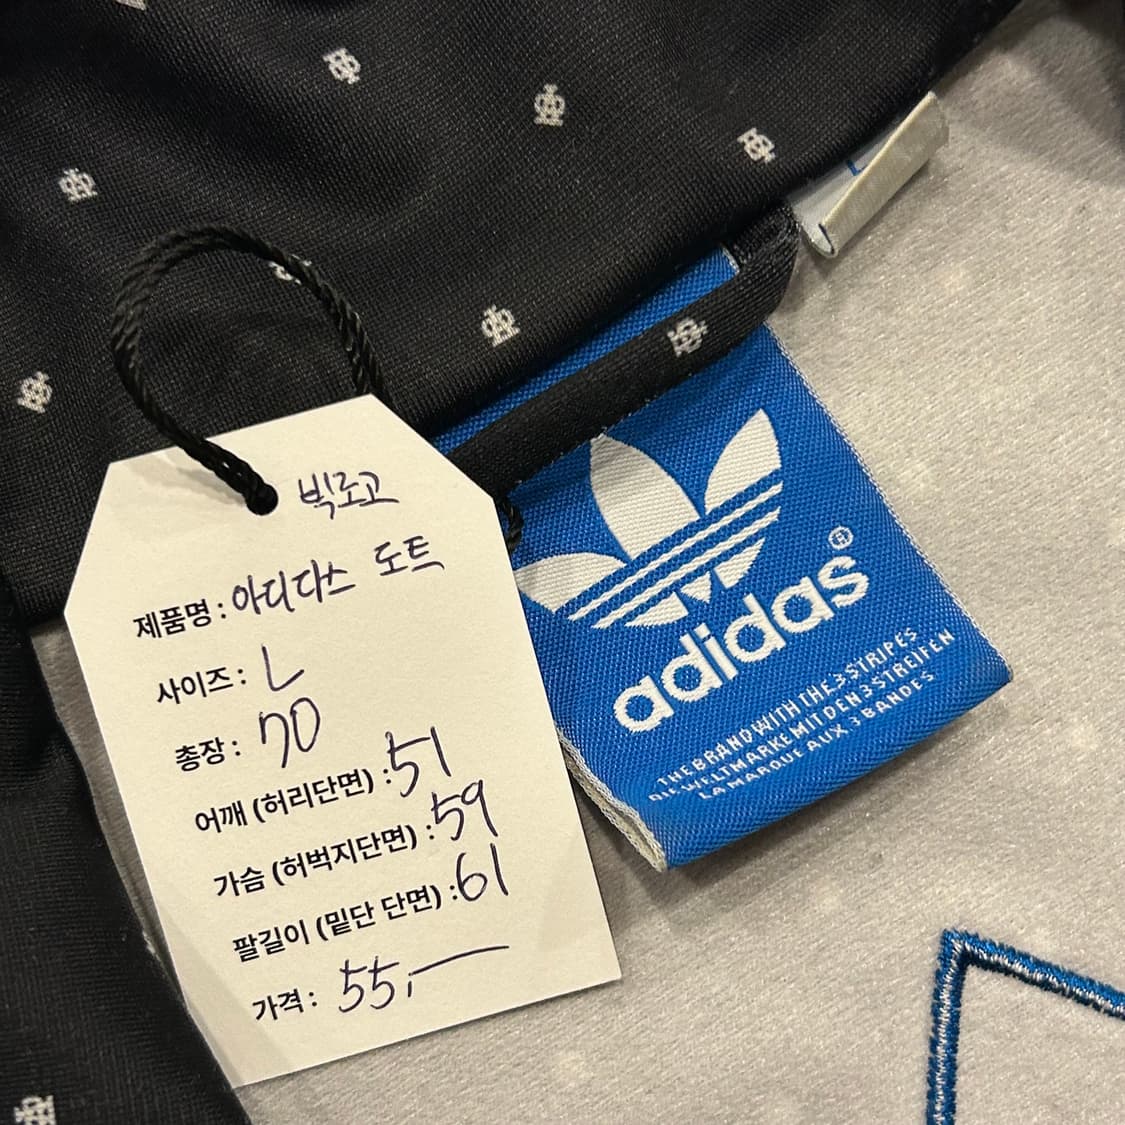 빅로고
제품명 : 아디다스 도트
사이즈 : L
총장 : 70
어깨 (허리단면) : 51
가슴 (허벅지단면) : 59
팔길이 (밑단 단면) : 61
가격 : 55,-
adidas®
THE BRAND WITH THE 3 STRIPES
DIE WELTMARKE MIT DEN 3 STREIFEN
LA MARQUE AUX 3 BANDES